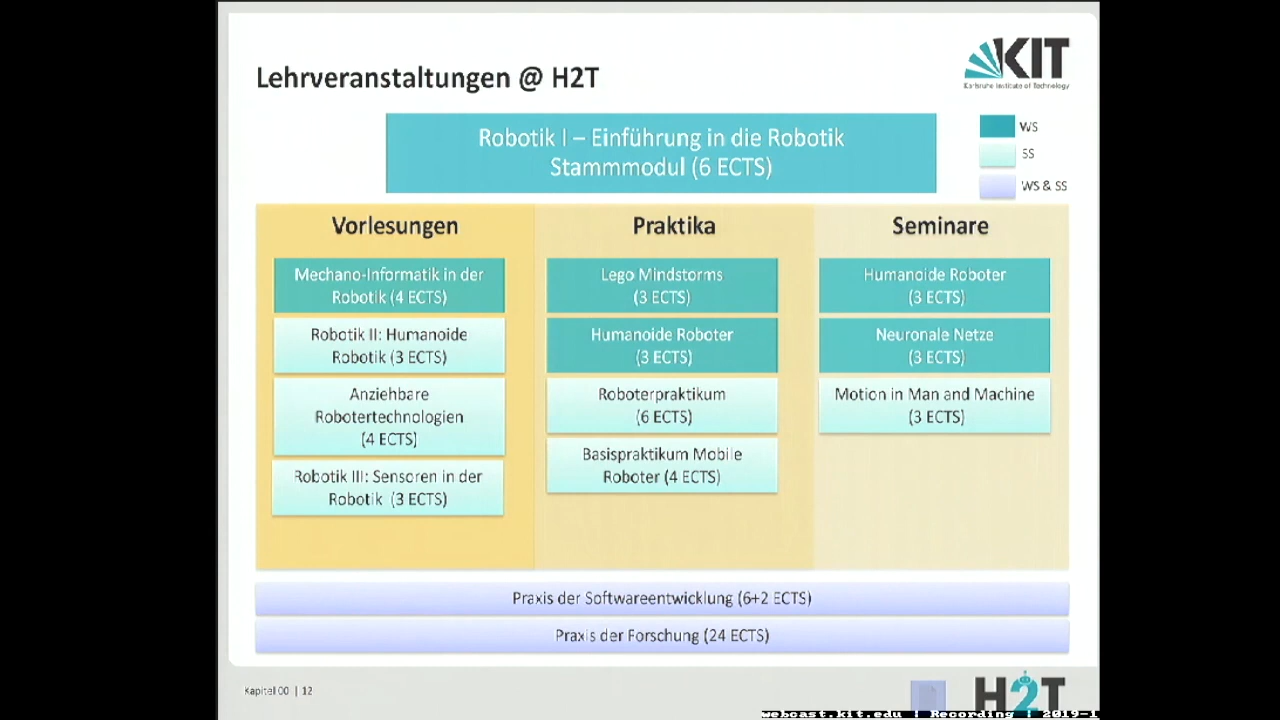 Lehrveranstaltungen @ H2T
KIT
Karlsruhe Institute of Technology
Robotik I – Einführung in die Robotik
Stammmodul (6 ECTS)
WS
SS
WS & SS
Vorlesungen
Mechano-Informatik in der
Robotik (4 ECTS)
Robotik II: Humanoide
Robotik (3 ECTS)
Anziehbare
Robotertechnologien
(4 ECTS)
Robotik III: Sensoren in der
Robotik (3 ECTS)
Praktika
Lego Mindstorms
(3 ECTS)
Humanoide Roboter
(3 ECTS)
Roboterpraktikum
(6 ECTS)
Basispraktikum Mobile
Roboter (4 ECTS)
Seminare
Humanoide Roboter
(3 ECTS)
Neuronale Netze
(3 ECTS)
Motion in Man and Machine
(3 ECTS)
Praxis der Softwareentwicklung (6+2 ECTS)
Praxis der Forschung (24 ECTS)
Kapitel 00 | 12
H2T
webcast.kit.edu | Recording | 2019-1